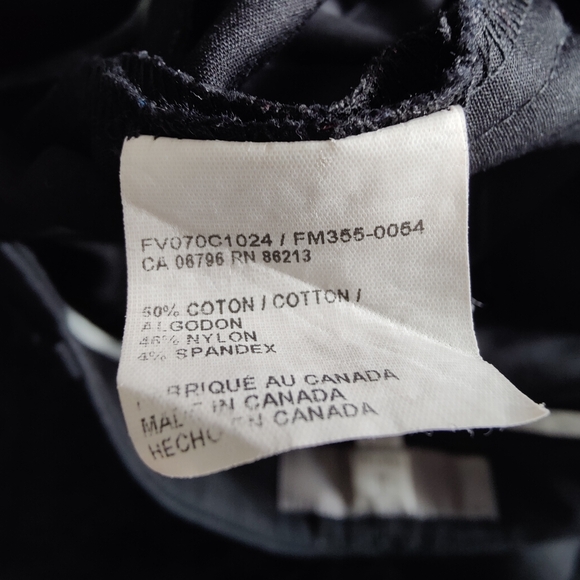 FV070C1024 / FM355-0054
CA 06796 RN 86213
50% COTON / COTTON /
ALGODON
46% NYLON
4% SPANDEX
FABRIQUÉ AU CANADA
MADE IN CANADA
HECHO EN CANADA